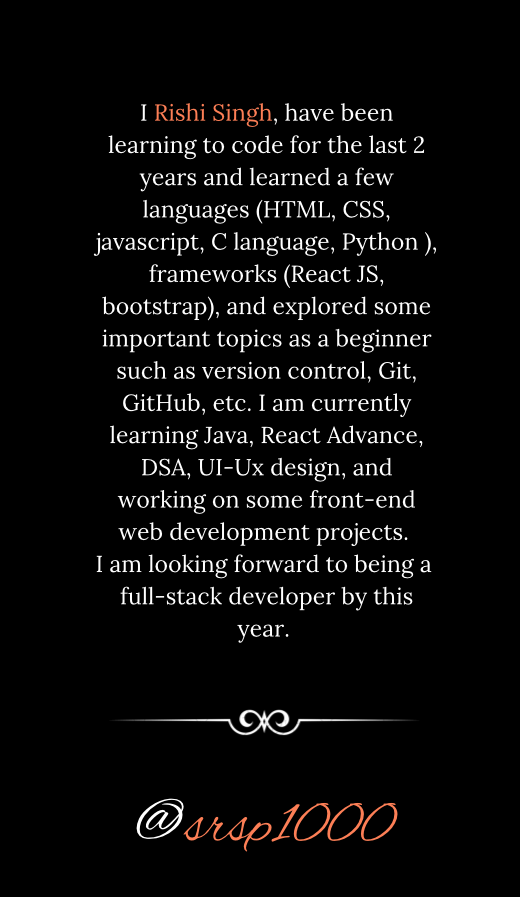 I Rishi Singh, have been
learning to code for the last 2
years and learned a few
languages (HTML, CSS,
javascript, C language, Python ),
frameworks (React JS,
bootstrap), and explored some
important topics as a beginner
such as version control, Git,
GitHub, etc. I am currently
learning Java, React Advance,
DSA, UI-Ux design, and
working on some front-end
web development projects.
I am looking forward to being a
full-stack developer by this
year.
@srsp1000